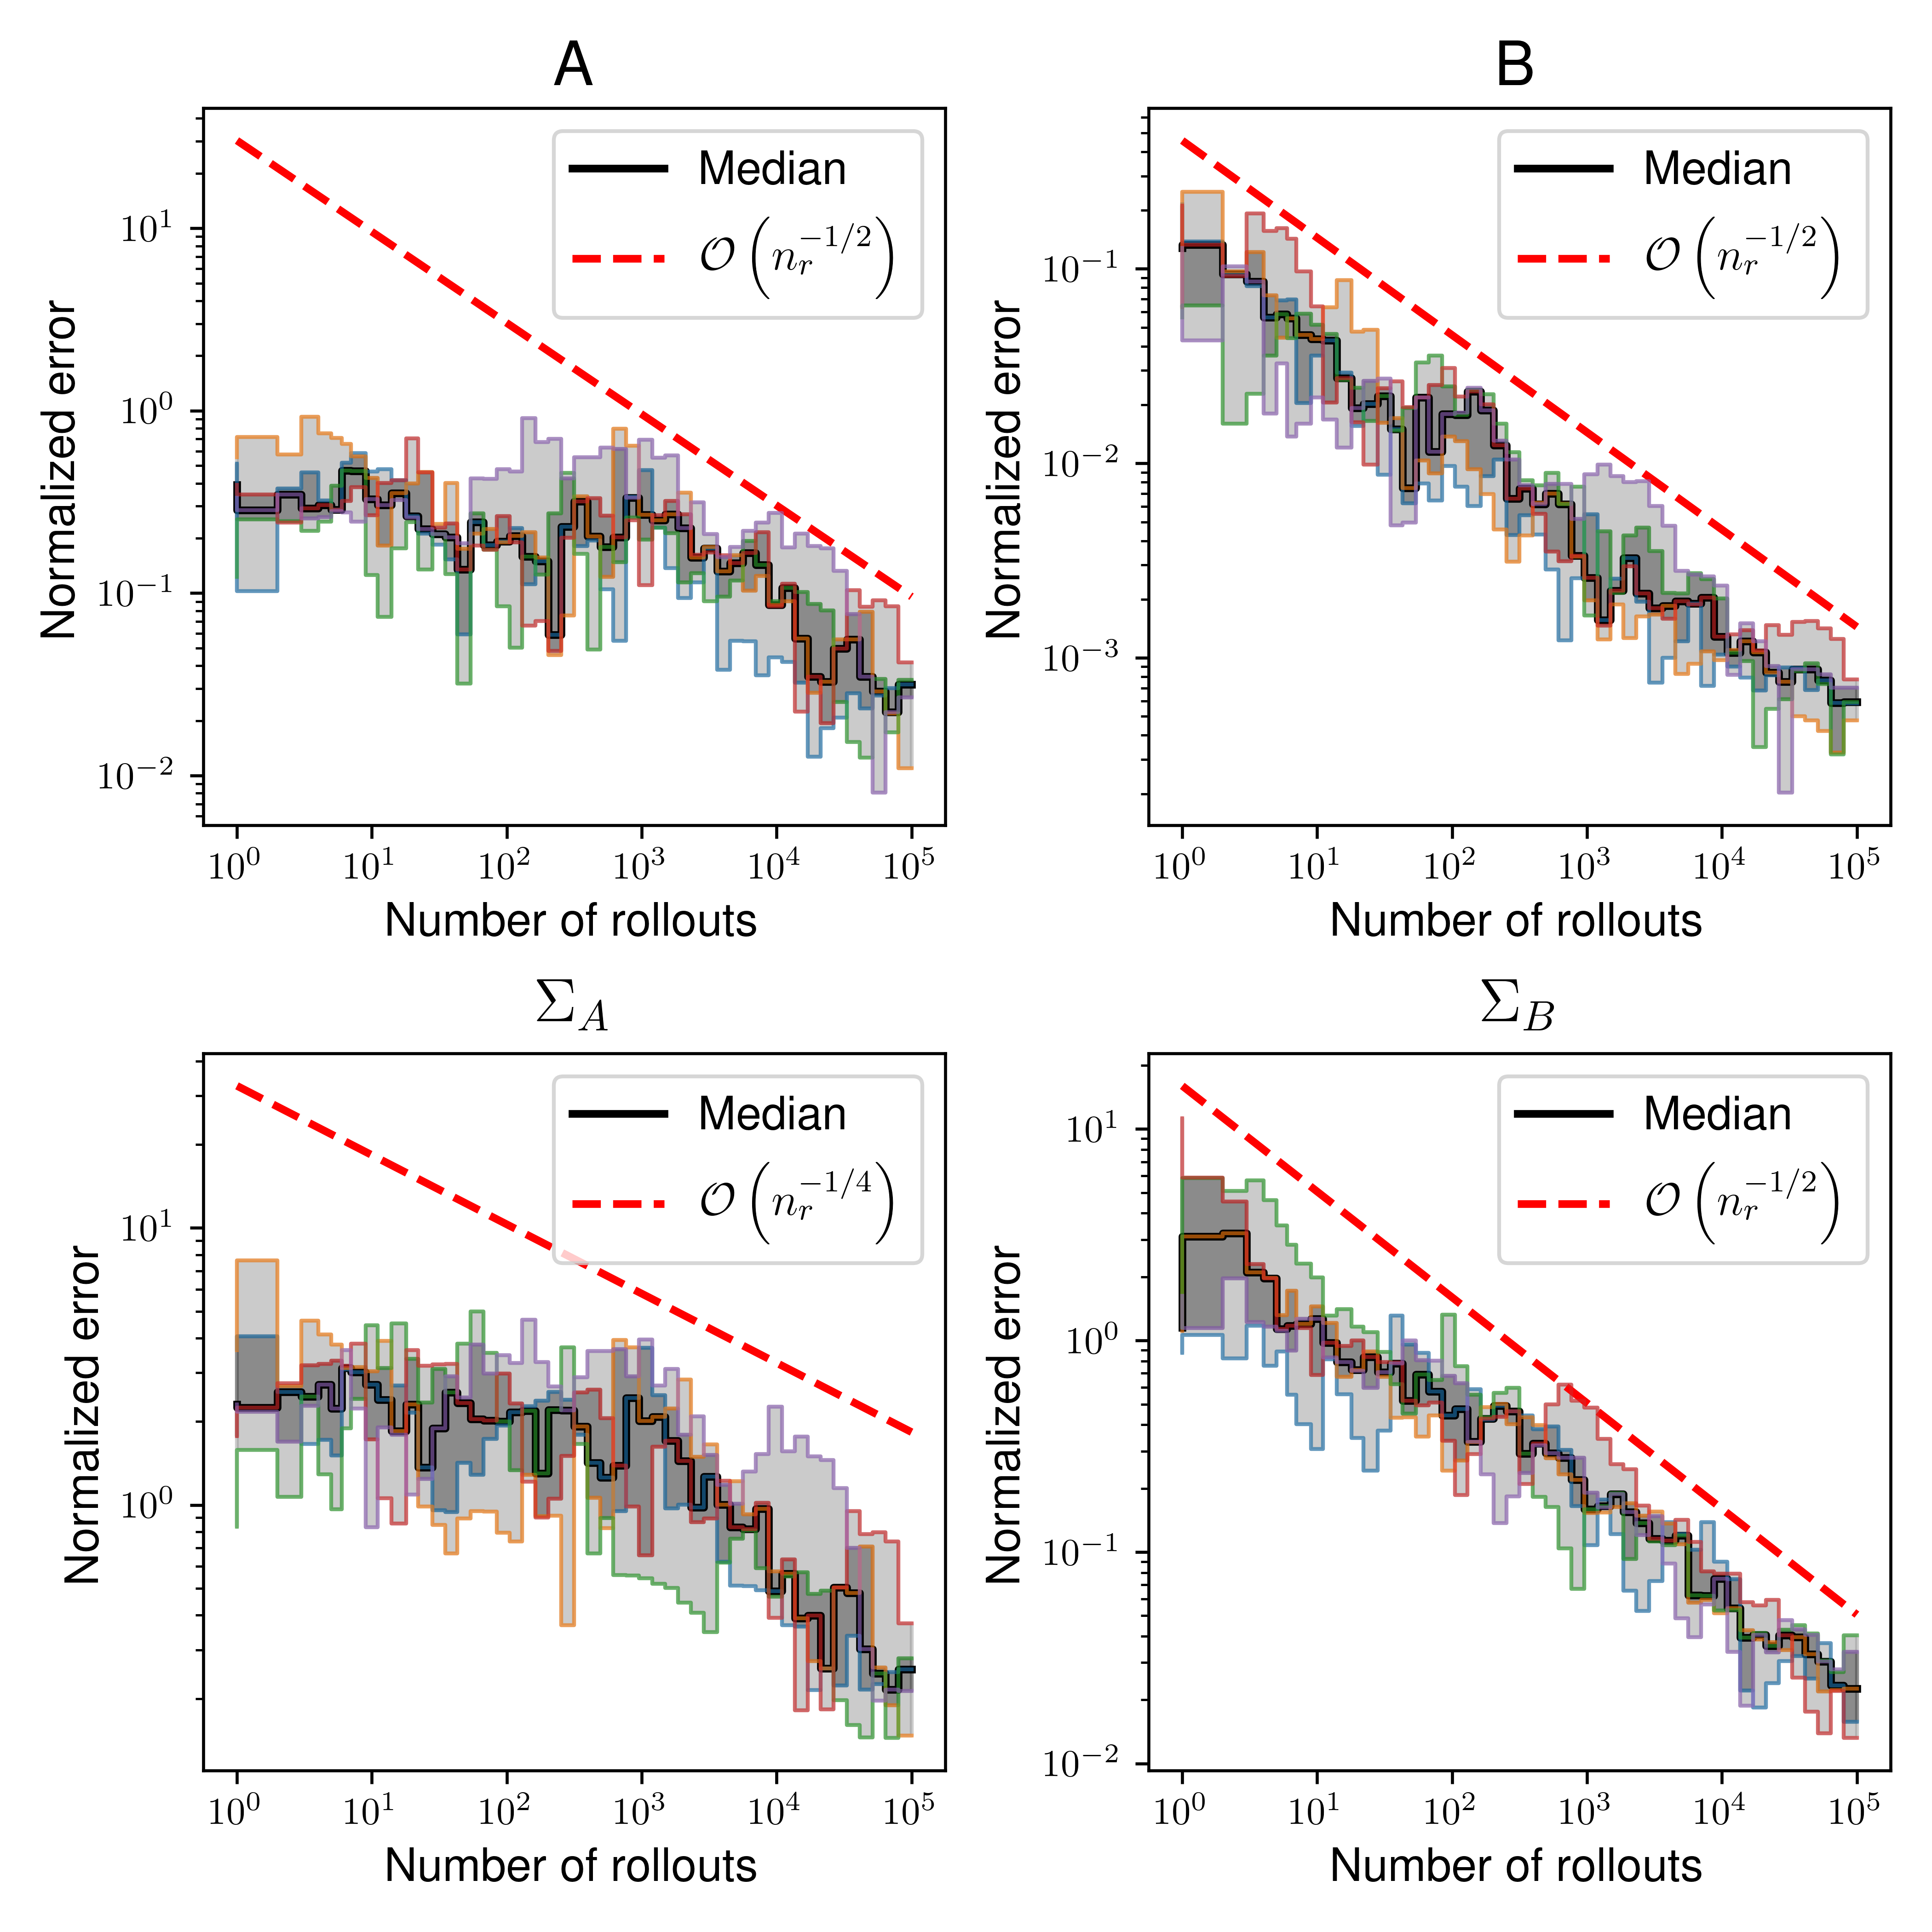 A
Normalized error
10^1
10^0
10^-1
10^-2
Median
𝒪(n_r^{-1/2})
10^0 10^1 10^2 10^3 10^4 10^5
Number of rollouts
B
Normalized error
10^-1
10^-2
10^-3
Median
𝒪(n_r^{-1/2})
10^0 10^1 10^2 10^3 10^4 10^5
Number of rollouts
Σ_A
Normalized error
10^1
10^0
Median
𝒪(n_r^{-1/4})
10^0 10^1 10^2 10^3 10^4 10^5
Number of rollouts
Σ_B
Normalized error
10^1
10^0
10^-1
10^-2
Median
𝒪(n_r^{-1/2})
10^0 10^1 10^2 10^3 10^4 10^5
Number of rollouts